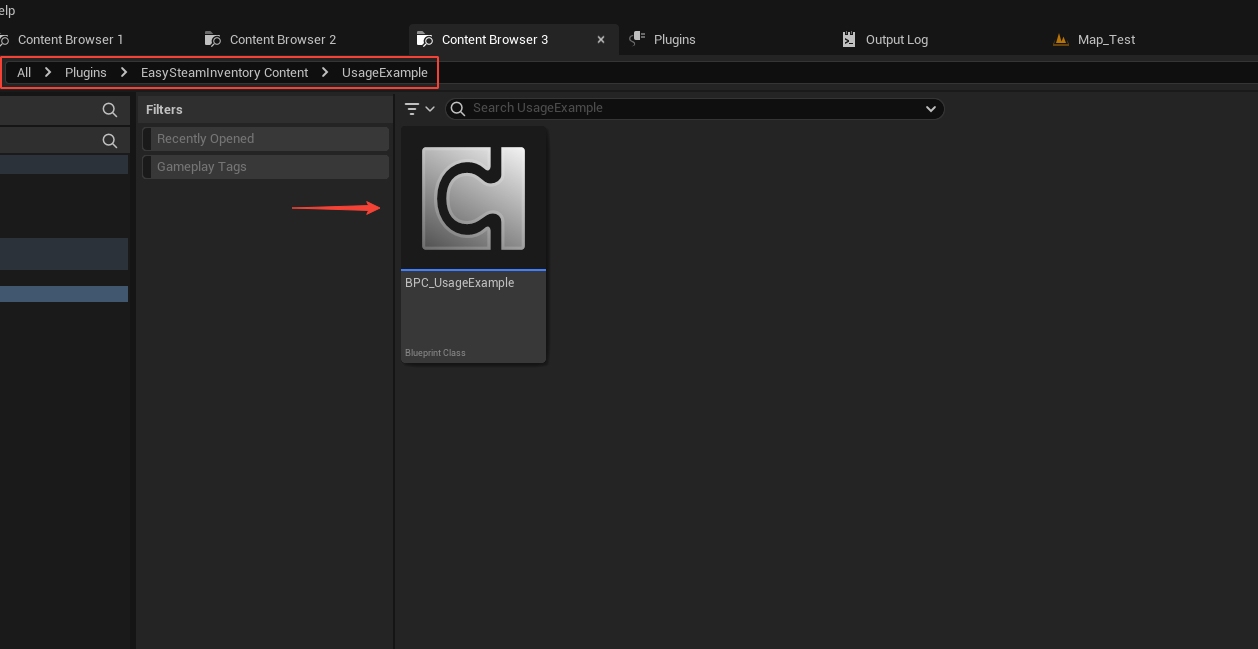 elp
Content Browser 1
Content Browser 2
Content Browser 3
Plugins
Output Log
Map_Test
All
Plugins
EasySteamInventory Content
UsageExample
Filters
Recently Opened
Gameplay Tags
Search UsageExample
BPC_UsageExample
Blueprint Class